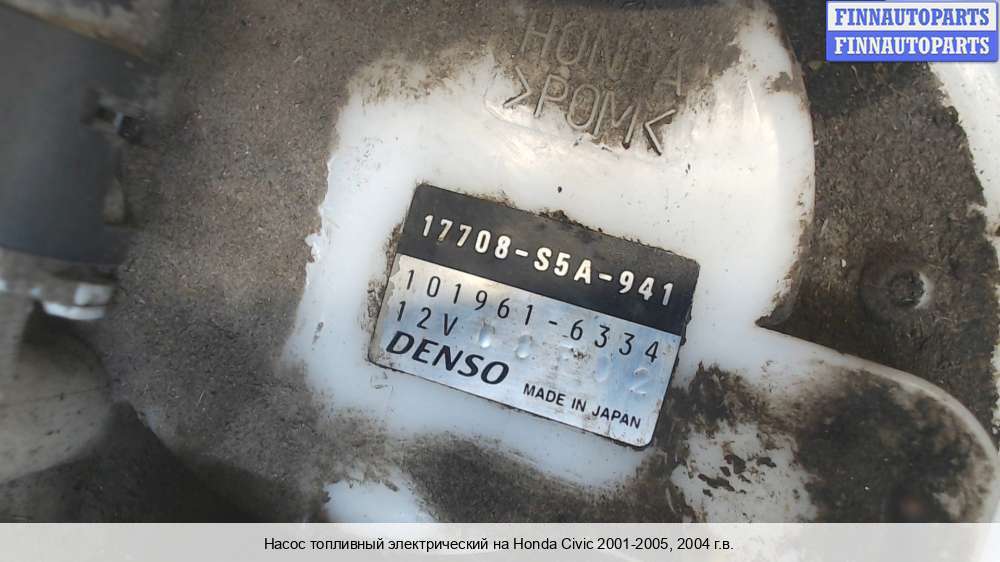 FINNAUTOPARTS
FINNAUTOPARTS
HONDA
>POM<
17708-S5A-941
101961-6334
12V
DENSO
MADE IN JAPAN
Насос топливный электрический на Honda Civic 2001-2005, 2004 г.в.